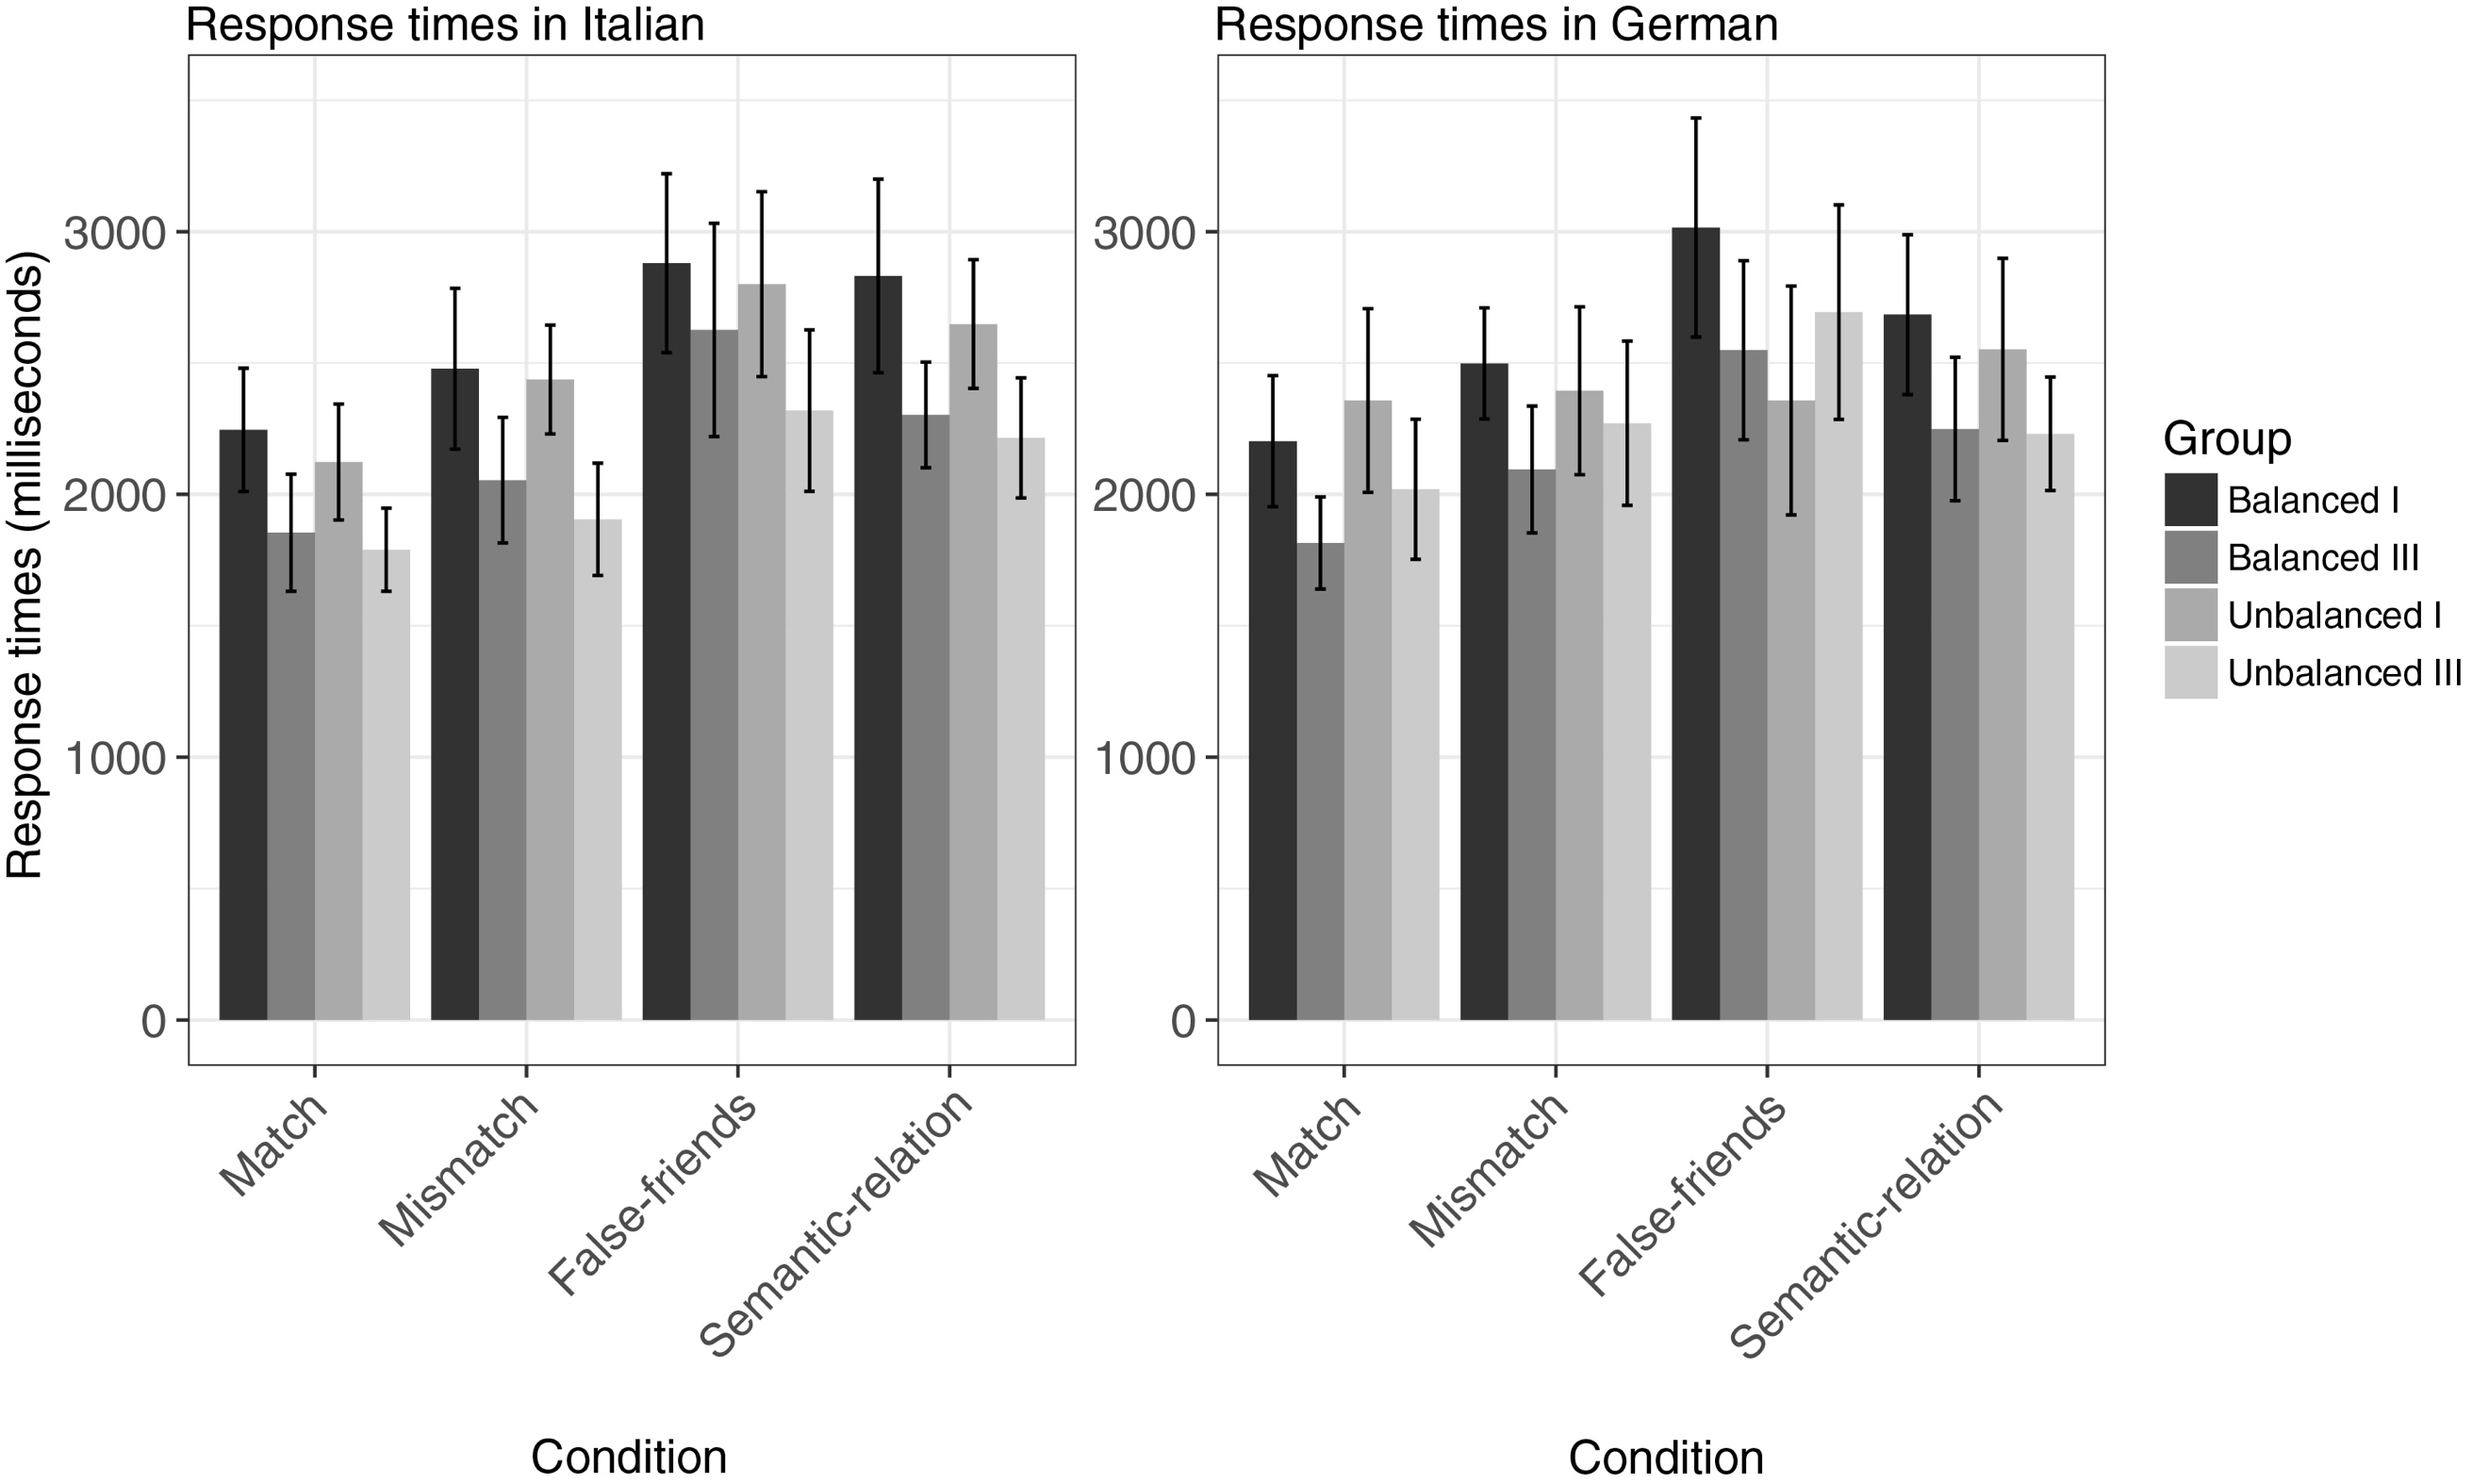 Response times in Italian
Response times in German
Response times (milliseconds)
3000
2000
1000
0
3000
2000
1000
0
Match
Mismatch
False-friends
Semantic-relation
Match
Mismatch
False-friends
Semantic-relation
Condition
Condition
Group
Balanced I
Balanced III
Unbalanced I
Unbalanced III